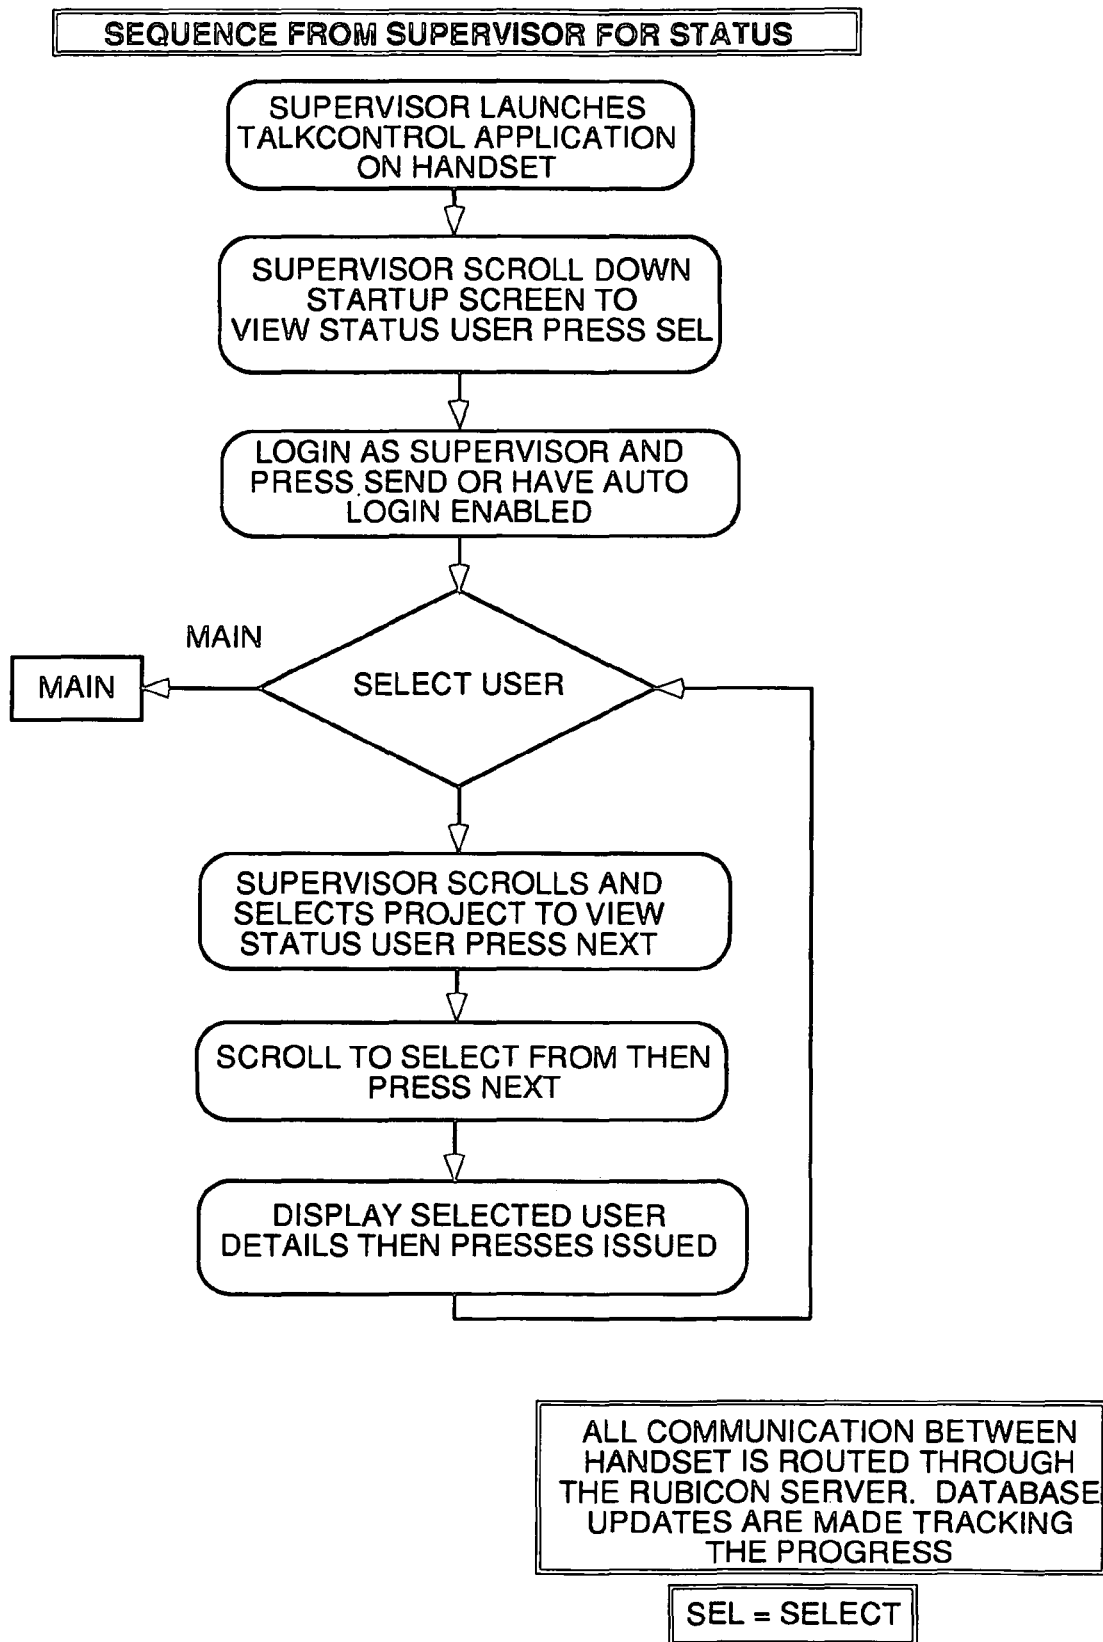 SEQUENCE FROM SUPERVISOR FOR STATUS
SUPERVISOR LAUNCHES
TALKCONTROL APPLICATION
ON HANDSET
SUPERVISOR SCROLL DOWN
STARTUP SCREEN TO
VIEW STATUS USER PRESS SEL
LOGIN AS SUPERVISOR AND
PRESS SEND OR HAVE AUTO
LOGIN ENABLED
MAIN
MAIN
SELECT USER
SUPERVISOR SCROLLS AND
SELECTS PROJECT TO VIEW
STATUS USER PRESS NEXT
SCROLL TO SELECT FROM THEN
PRESS NEXT
DISPLAY SELECTED USER
DETAILS THEN PRESSES ISSUED
ALL COMMUNICATION BETWEEN
HANDSET IS ROUTED THROUGH
THE RUBICON SERVER. DATABASE
UPDATES ARE MADE TRACKING
THE PROGRESS
SEL = SELECT